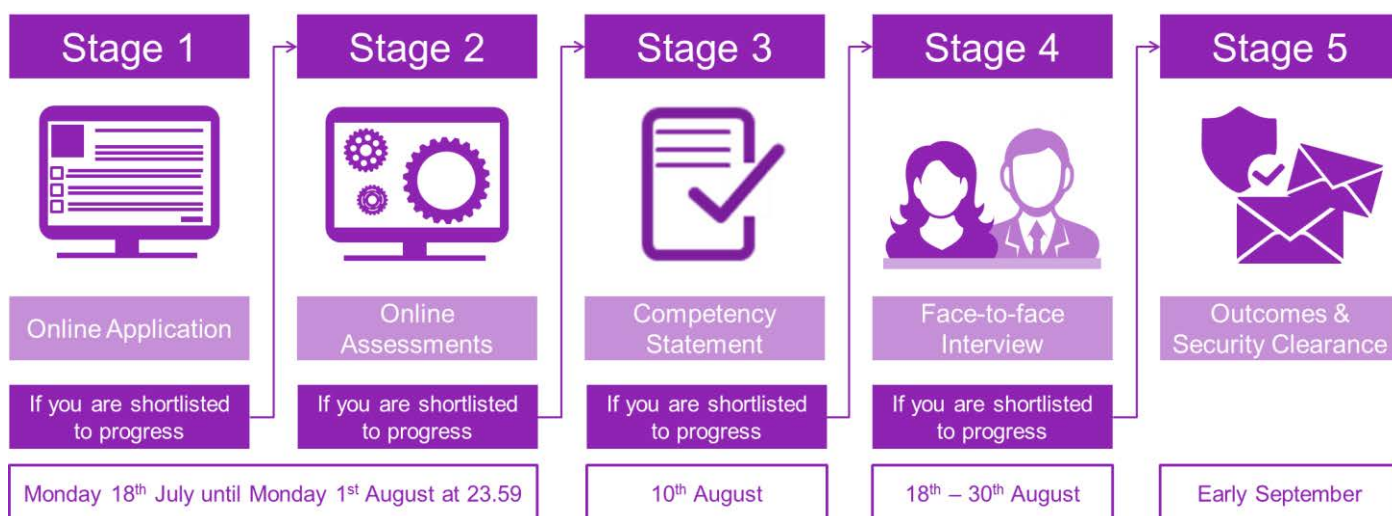 Stage 1
Stage 2
Stage 3
Stage 4
Stage 5
Online Application
Online
Assessments
Competency
Statement
Face-to-face
Interview
Outcomes &
Security Clearance
If you are shortlisted
to progress
If you are shortlisted
to progress
If you are shortlisted
to progress
If you are shortlisted
to progress
Monday 18th July until Monday 1st August at 23.59
10th August
18th – 30th August
Early September